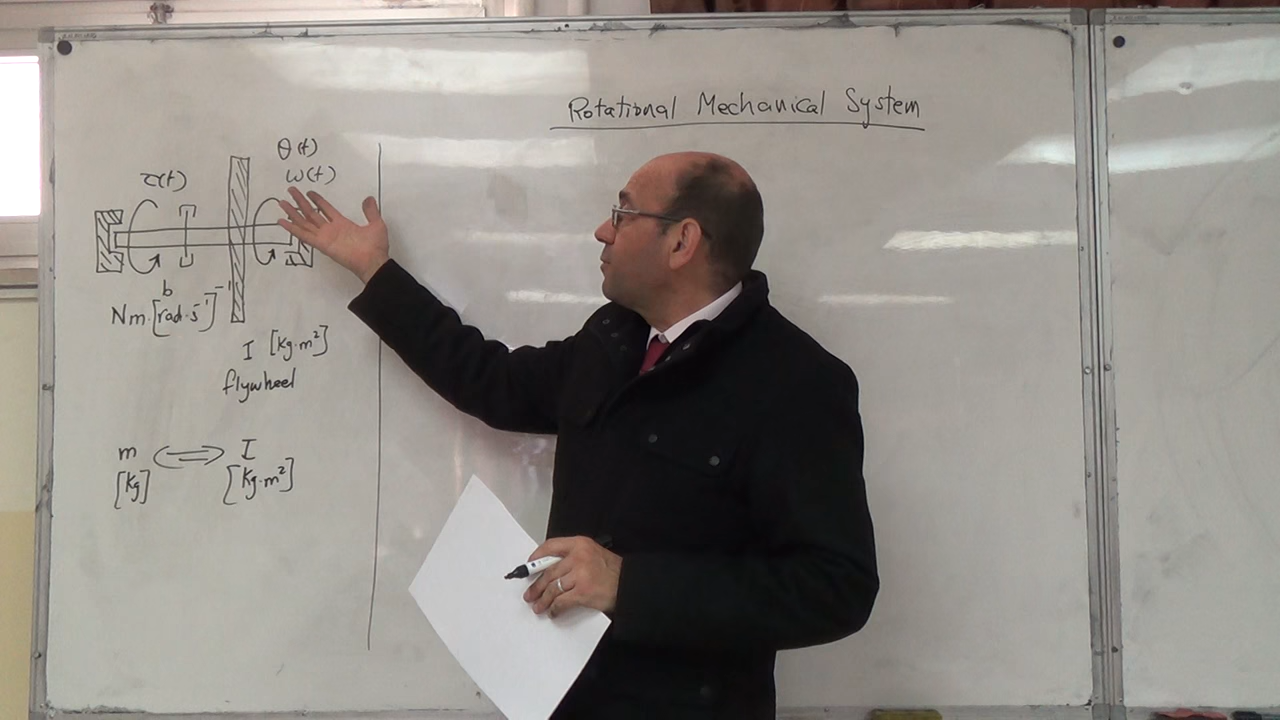 Rotational Mechanical System
θ(t)
τ(t)
ω(t)
b
Nm·[rad·s⁻¹]⁻¹
I [Kg·m²]
flywheel
m ⟺ I
[Kg] [Kg·m²]